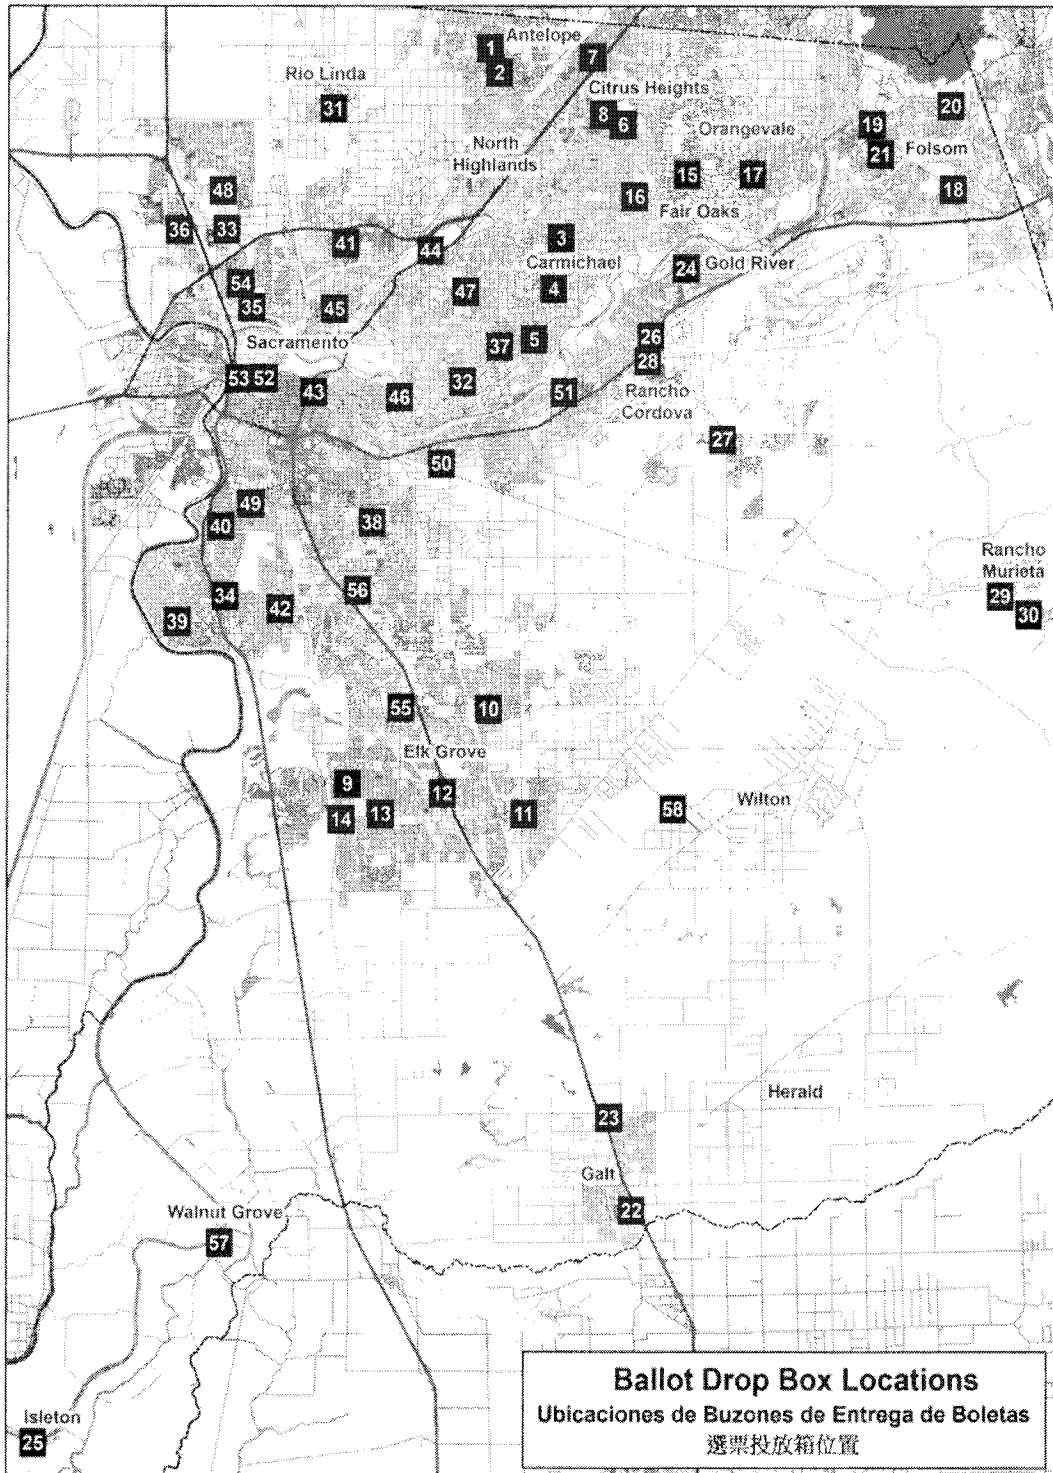 1
Antelope
7
2
Rio Linda
Citrus Heights
31
8
6
20
19
Orangevale
North
Highlands
21
Folsom
15
17
48
18
16
Fair Oaks
36
33
3
41
44
Carmichael
24
Gold River
54
4
47
35
45
26
Sacramento
5
37
28
53
52
32
43
51
46
Rancho
Cordova
27
50
49
40
38
Rancho
Murieta
56
34
29
42
30
39
55
10
Elk Grove
9
12
58
Wilton
13
11
14
Herald
23
Galt
22
Walnut Grove
57
Ballot Drop Box Locations
Ubicaciones de Buzones de Entrega de Boletas
選票投放箱位置
Isleton
25